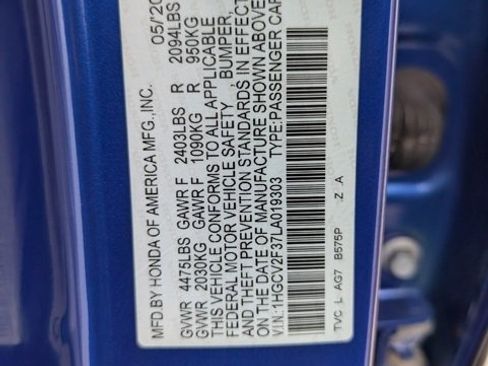 MFD.BY HONDA OF AMERICA MFG.,INC. 05/20
GVWR 4475LBS GAWR F 2403LBS R 2094LBS
GVWR 2030KG GAWR F 1090KG R 950KG
THIS VEHICLE CONFORMS TO ALL APPLICABLE
FEDERAL MOTOR VEHICLE SAFETY, BUMPER,
AND THEFT PREVENTION STANDARDS IN EFFECT
ON THE DATE OF MANUFACTURE SHOWN ABOVE
V.I.N.:1HGCV2F37LA019303 TYPE:PASSENGER CAR
TVC L AG7 B575P Z A